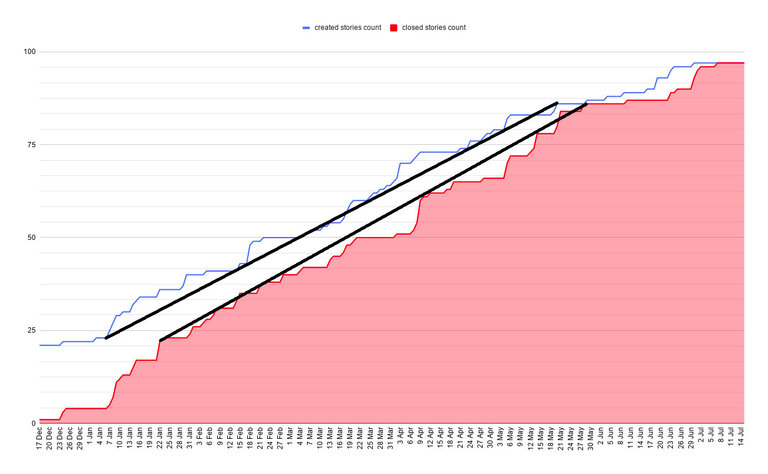 created stories count closed stories count
100
75
50
25
0
17 Dec 20 Dec 23 Dec 26 Dec 29 Dec 1 Jan 4 Jan 7 Jan 10 Jan 13 Jan 16 Jan 19 Jan 22 Jan 25 Jan 28 Jan 31 Jan 3 Feb 6 Feb 9 Feb 12 Feb 15 Feb 18 Feb 21 Feb 24 Feb 27 Feb 1 Mar 4 Mar 7 Mar 10 Mar 13 Mar 16 Mar 19 Mar 22 Mar 25 Mar 28 Mar 31 Mar 3 Apr 6 Apr 9 Apr 12 Apr 15 Apr 18 Apr 21 Apr 24 Apr 27 Apr 30 Apr 3 May 6 May 9 May 12 May 15 May 18 May 21 May 24 May 27 May 30 May 2 Jun 5 Jun 8 Jun 11 Jun 14 Jun 17 Jun 20 Jun 23 Jun 26 Jun 29 Jun 2 Jul 5 Jul 8 Jul 11 Jul 14 Jul